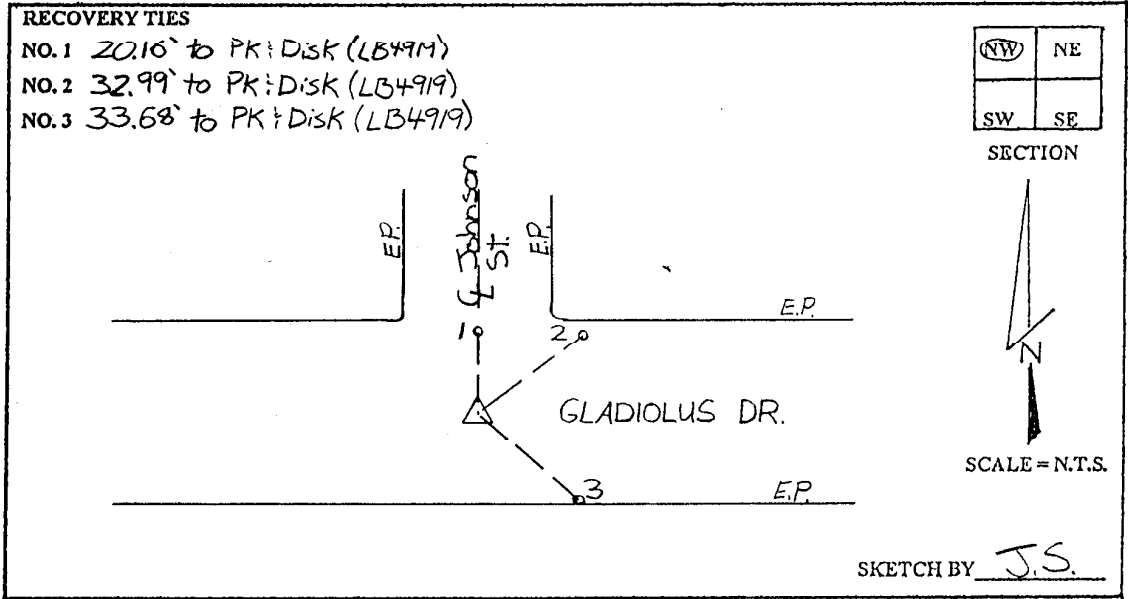 RECOVERY TIES
NO. 1 20.16' to PK & Disk (LB4919)
NO. 2 32.99' to PK & Disk (LB4919)
NO. 3 33.68' to PK & Disk (LB4919)
NW NE
SW SE
SECTION
E.P.
℄ Johnson
St.
E.P.
E.P.
1
2
N
GLADIOLUS DR.
SCALE = N.T.S.
3
E.P.
SKETCH BY J.S.